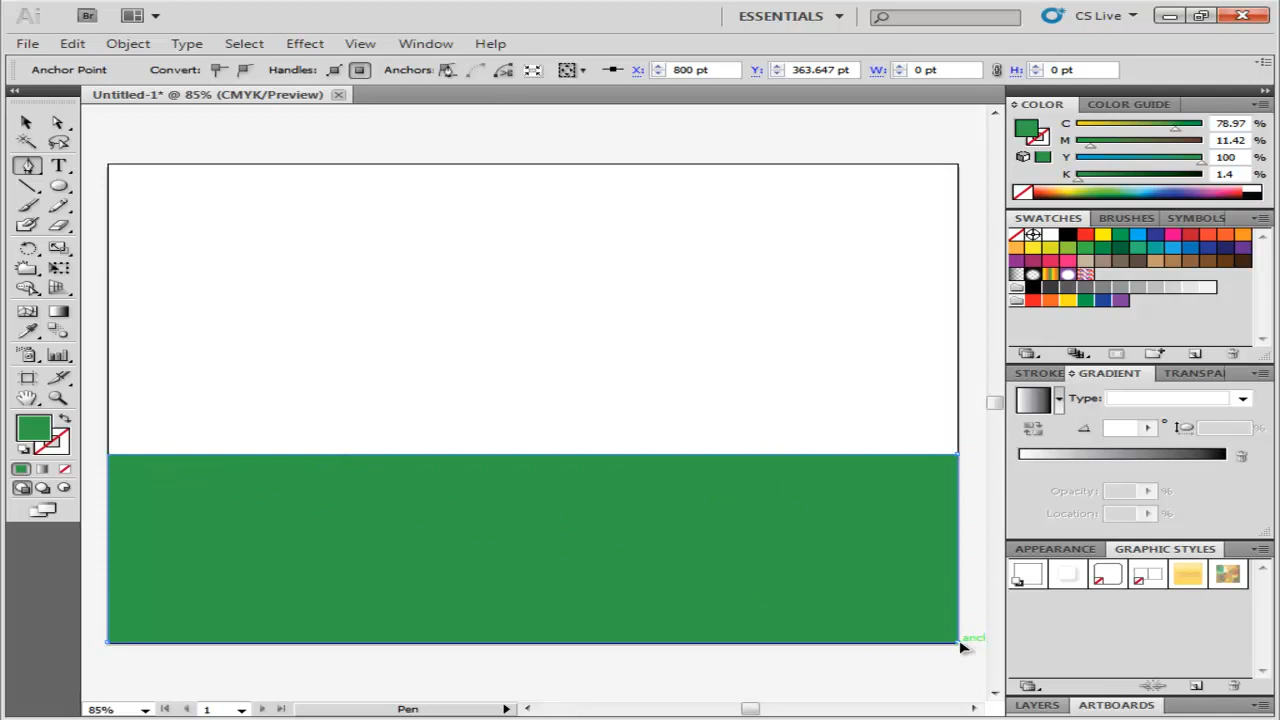 Ai Br ESSENTIALS CS Live
File Edit Object Type Select Effect View Window Help
Anchor Point Convert: Handles: Anchors: X: 800 pt Y: 363.647 pt W: 0 pt H: 0 pt
Untitled-1* @ 85% (CMYK/Preview)
COLOR COLOR GUIDE
C 78.97 %
M 11.42 %
Y 100 %
K 1.4 %
T
SWATCHES BRUSHES SYMBOLS
STROKE GRADIENT TRANSPA
Type:
° %
Opacity: %
Location: %
APPEARANCE GRAPHIC STYLES
anch
LAYERS ARTBOARDS
85% 1 Pen